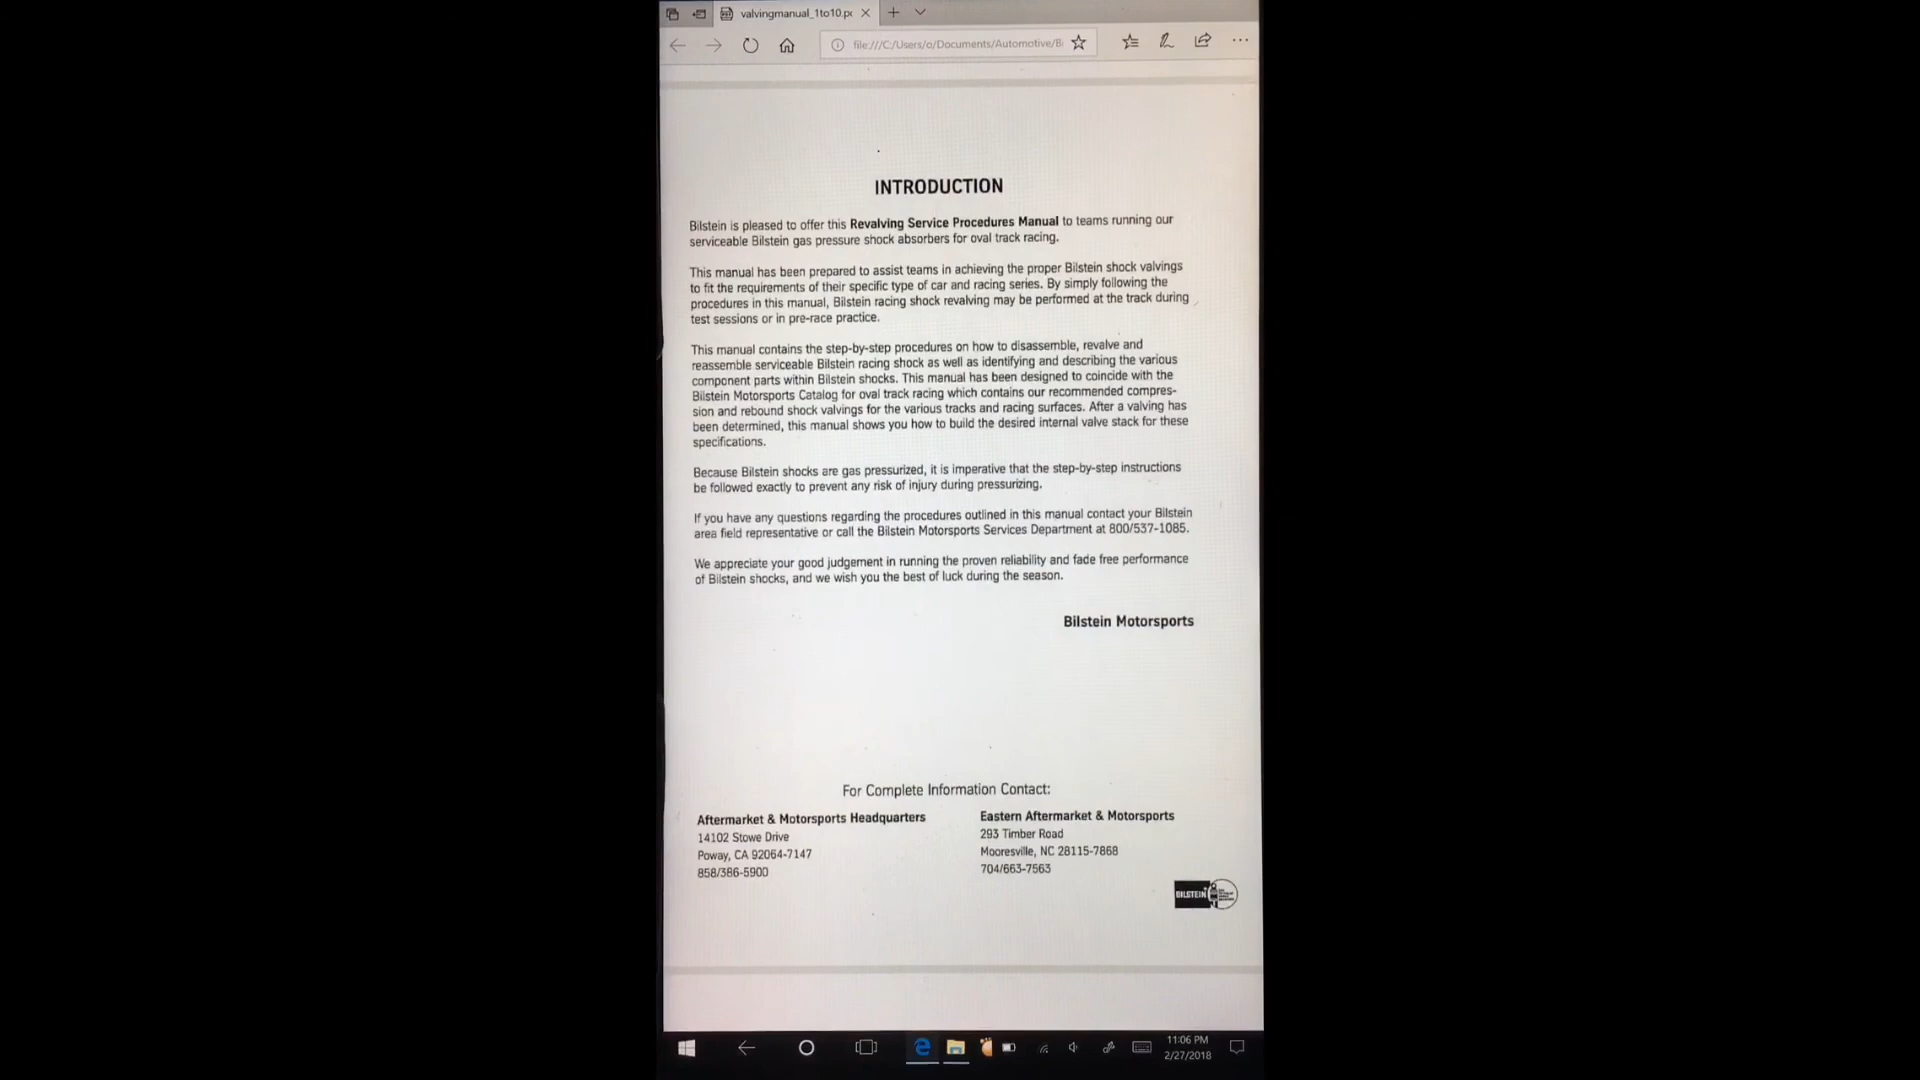 valvingmanual_1to10.p
file:///C:/Users/o/Documents/Automotive/B
INTRODUCTION
Bilstein is pleased to offer this Revalving Service Procedures Manual to teams running our
serviceable Bilstein gas pressure shock absorbers for oval track racing.
This manual has been prepared to assist teams in achieving the proper Bilstein shock valvings
to fit the requirements of their specific type of car and racing series. By simply following the
procedures in this manual, Bilstein racing shock revalving may be performed at the track during
test sessions or in pre-race practice.
This manual contains the step-by-step procedures on how to disassemble, revalve and
reassemble serviceable Bilstein racing shock as well as identifying and describing the various
component parts within Bilstein shocks. This manual has been designed to coincide with the
Bilstein Motorsports Catalog for oval track racing which contains our recommended compres-
sion and rebound shock valvings for the various tracks and racing surfaces. After a valving has
been determined, this manual shows you how to build the desired internal valve stack for these
specifications.
Because Bilstein shocks are gas pressurized, it is imperative that the step-by-step instructions
be followed exactly to prevent any risk of injury during pressurizing.
If you have any questions regarding the procedures outlined in this manual contact your Bilstein
area field representative or call the Bilstein Motorsports Services Department at 800/537-1085.
We appreciate your good judgement in running the proven reliability and fade free performance
of Bilstein shocks, and we wish you the best of luck during the season.
Bilstein Motorsports
For Complete Information Contact:
Aftermarket & Motorsports Headquarters
14102 Stowe Drive
Poway, CA 92064-7147
858/386-5900
Eastern Aftermarket & Motorsports
293 Timber Road
Mooresville, NC 28115-7868
704/663-7563
BILSTEIN
11:06 PM
2/27/2018